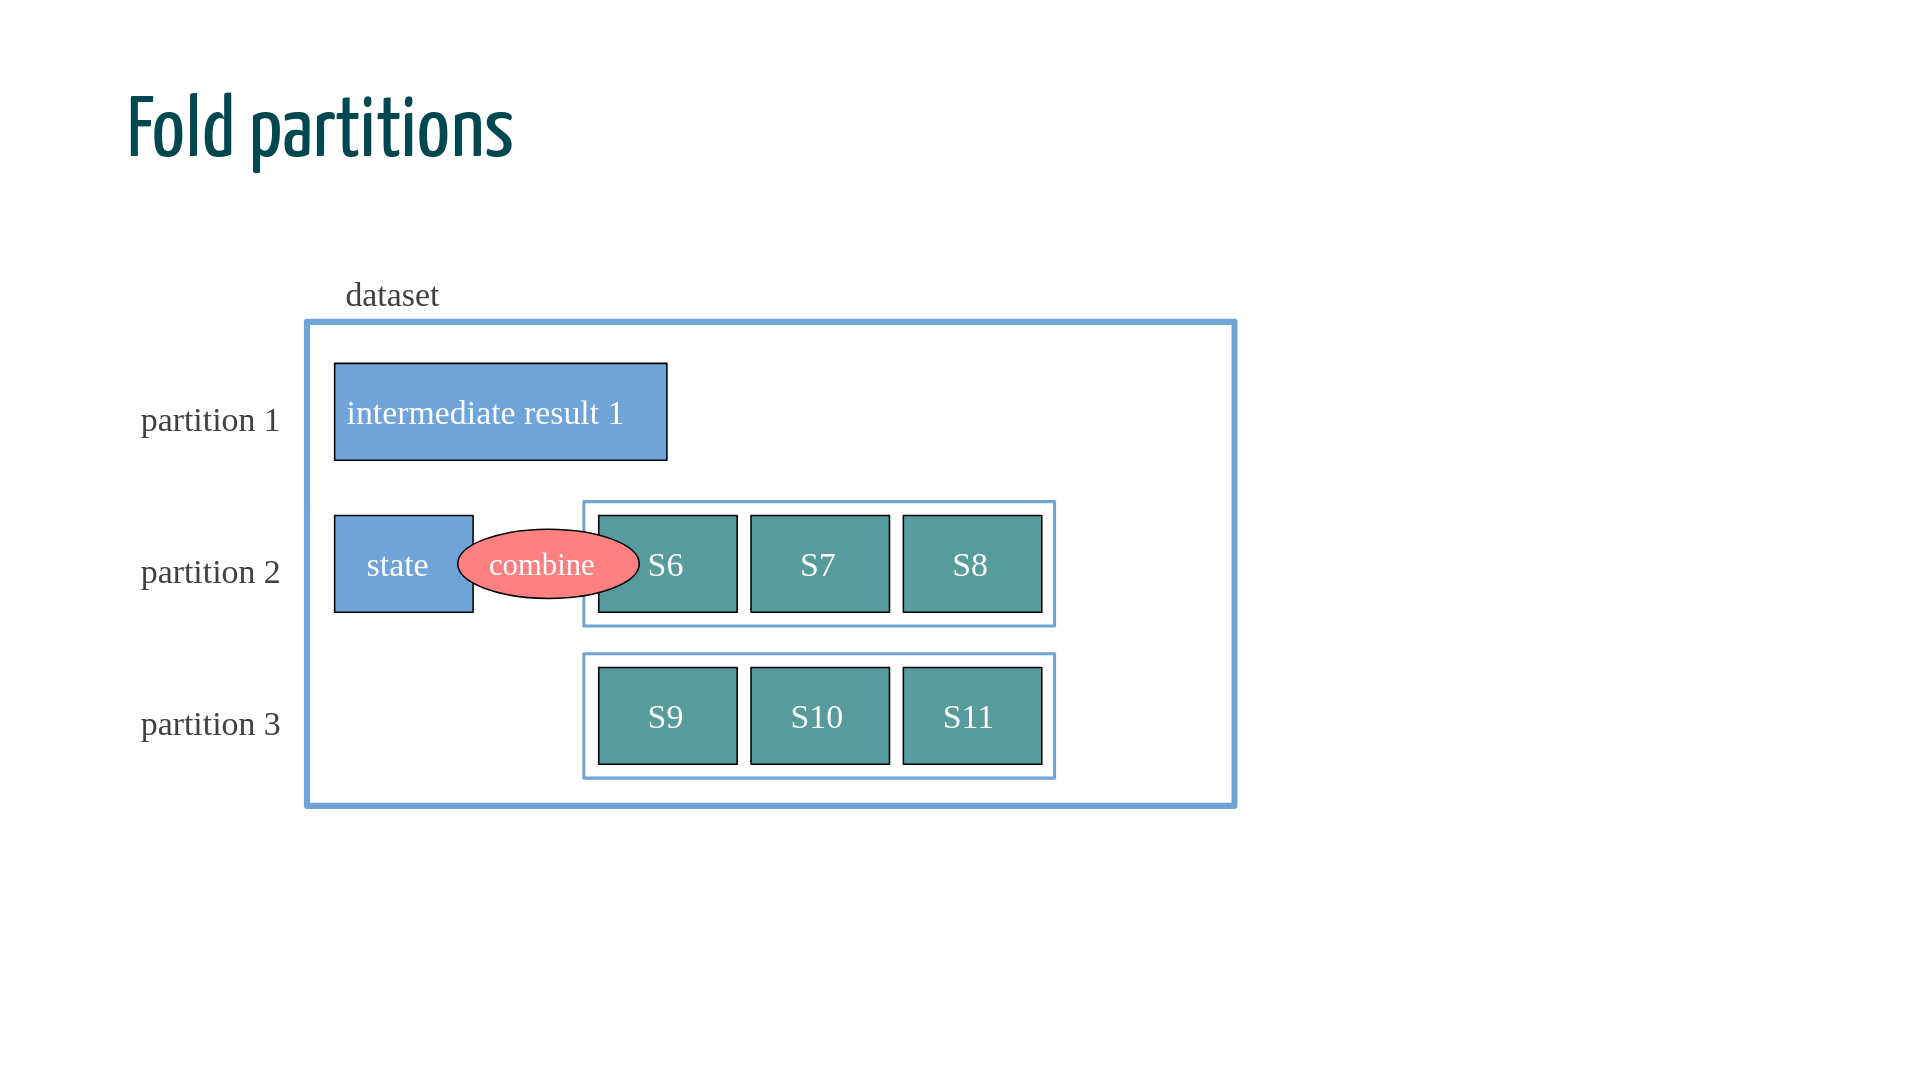 Fold partitions
dataset
partition 1
intermediate result 1
partition 2
state
combine
S6
S7
S8
partition 3
S9
S10
S11